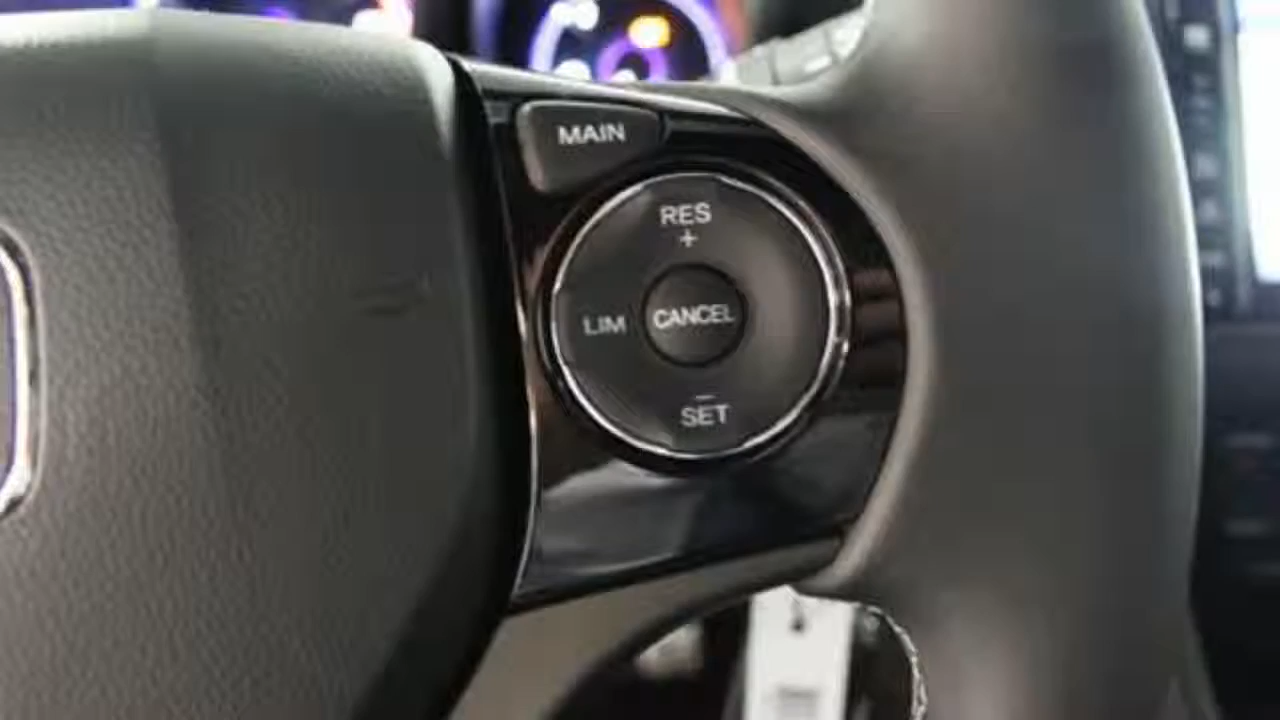 MAIN
RES
+
LIM
CANCEL
–
SET